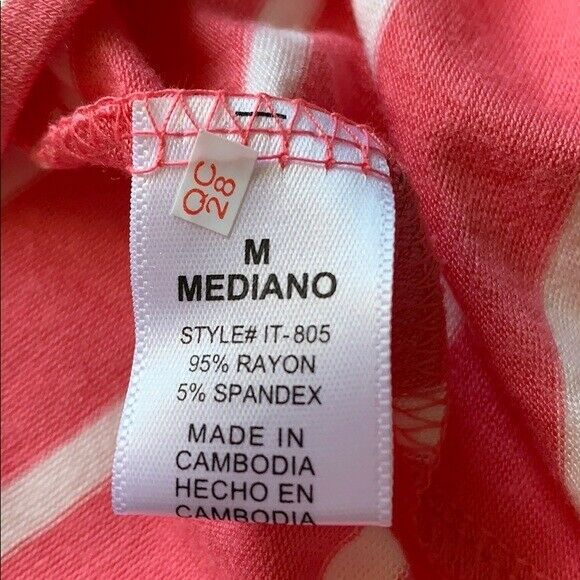 QC
28
M
MEDIANO
STYLE# IT-805
95% RAYON
5% SPANDEX
MADE IN
CAMBODIA
HECHO EN
CAMBODIA